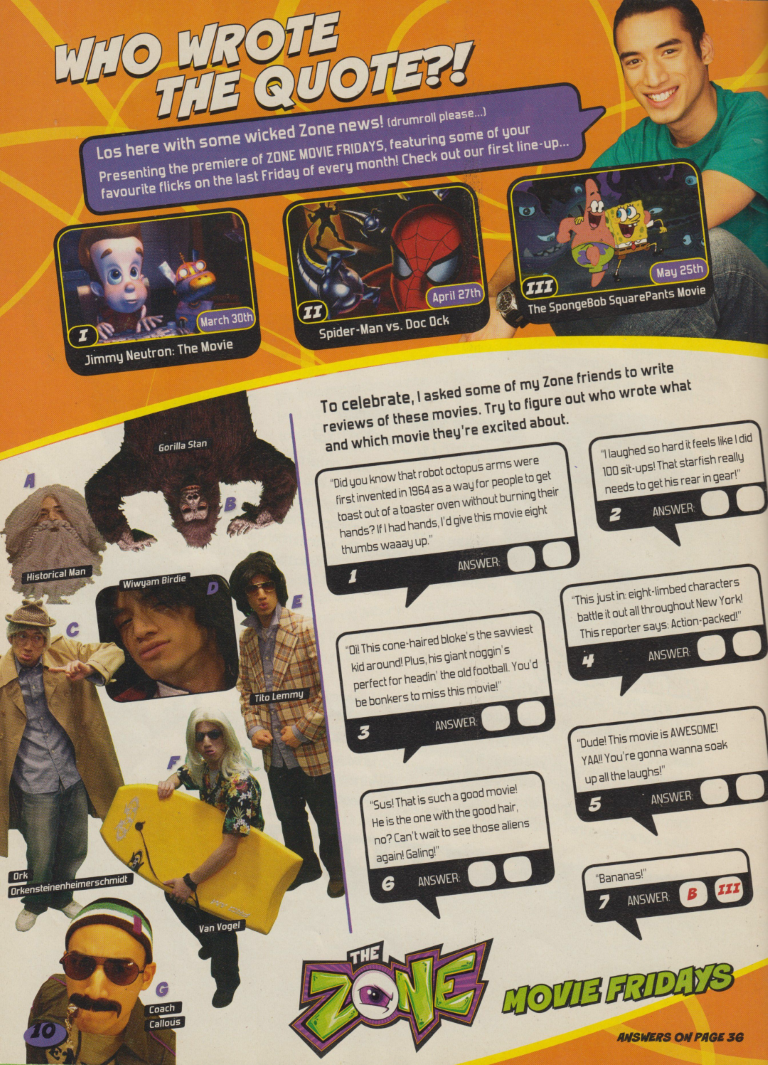 WHO WROTE
THE QUOTE?!
Los here with some wicked Zone news! (drumroll please...)
Presenting the premiere of ZONE MOVIE FRIDAYS, featuring some of your
favourite flicks on the last Friday of every month! Check out our first line-up...
I
March 30th
Jimmy Neutron: The Movie
II
April 27th
Spider-Man vs. Doc Ock
III
May 25th
The SpongeBob SquarePants Movie
To celebrate, I asked some of my Zone friends to write
reviews of these movies. Try to figure out who wrote what
and which movie they're excited about.
A
Historical Man
Gorilla Stan
B
C
Ork
Orkensteinenheimerschmidt
Wiwyam Birdie
D
E
Tito Lemmy
F
Van Vogel
G
Coach
Callous
"Did you know that robot octopus arms were
first invented in 1964 as a way for people to get
toast out of a toaster oven without burning their
hands? If I had hands, I'd give this movie eight
thumbs waaay up."
1 ANSWER:
"I laughed so hard it feels like I did
100 sit-ups! That starfish really
needs to get his rear in gear!"
2 ANSWER:
"Oi! This cone-haired bloke's the savviest
kid around! Plus, his giant noggin's
perfect for headin' the old football. You'd
be bonkers to miss this movie!"
3 ANSWER:
"This just in: eight-limbed characters
battle it out all throughout New York!
This reporter says: Action-packed!"
4 ANSWER:
"Dude! This movie is AWESOME!
YAA!! You're gonna wanna soak
up all the laughs!"
5 ANSWER:
"Sus! That is such a good movie!
He is the one with the good hair,
no? Can't wait to see those aliens
again! Galing!"
6 ANSWER:
"Bananas!"
7 ANSWER: B III
THE
ZONE
MOVIE FRIDAYS
10
ANSWERS ON PAGE 36